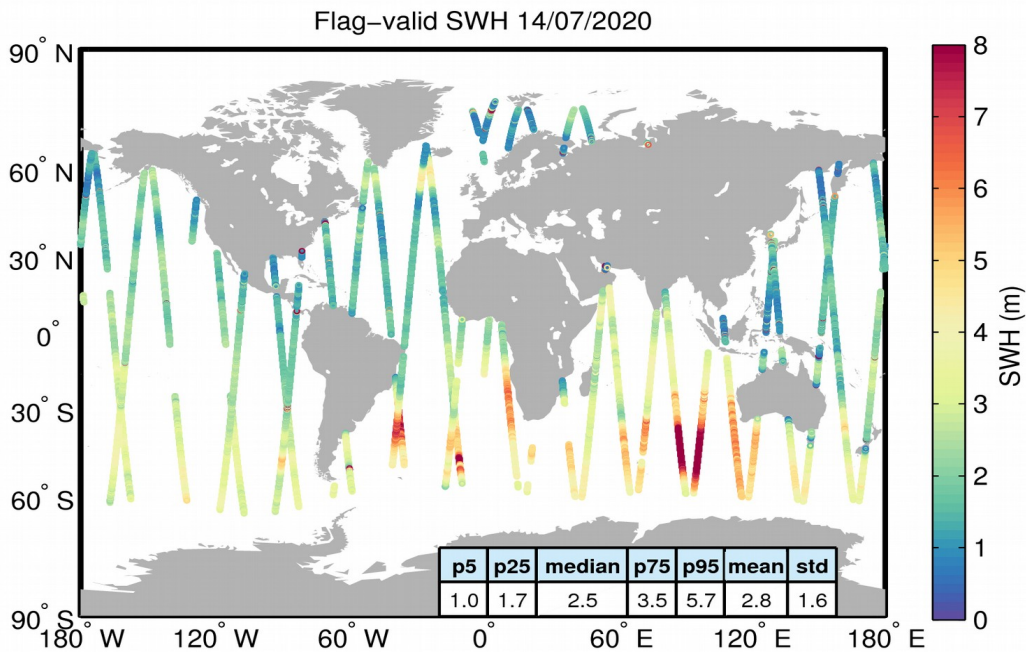 Flag−valid SWH 14/07/2020
90° N
60° N
30° N
0°
30° S
60° S
90° S
180° W
120° W
60° W
0°
60° E
120° E
180° E
8
7
6
5
4
3
2
1
0
SWH (m)
p5 p25 median p75 p95 mean std
1.0 1.7 2.5 3.5 5.7 2.8 1.6